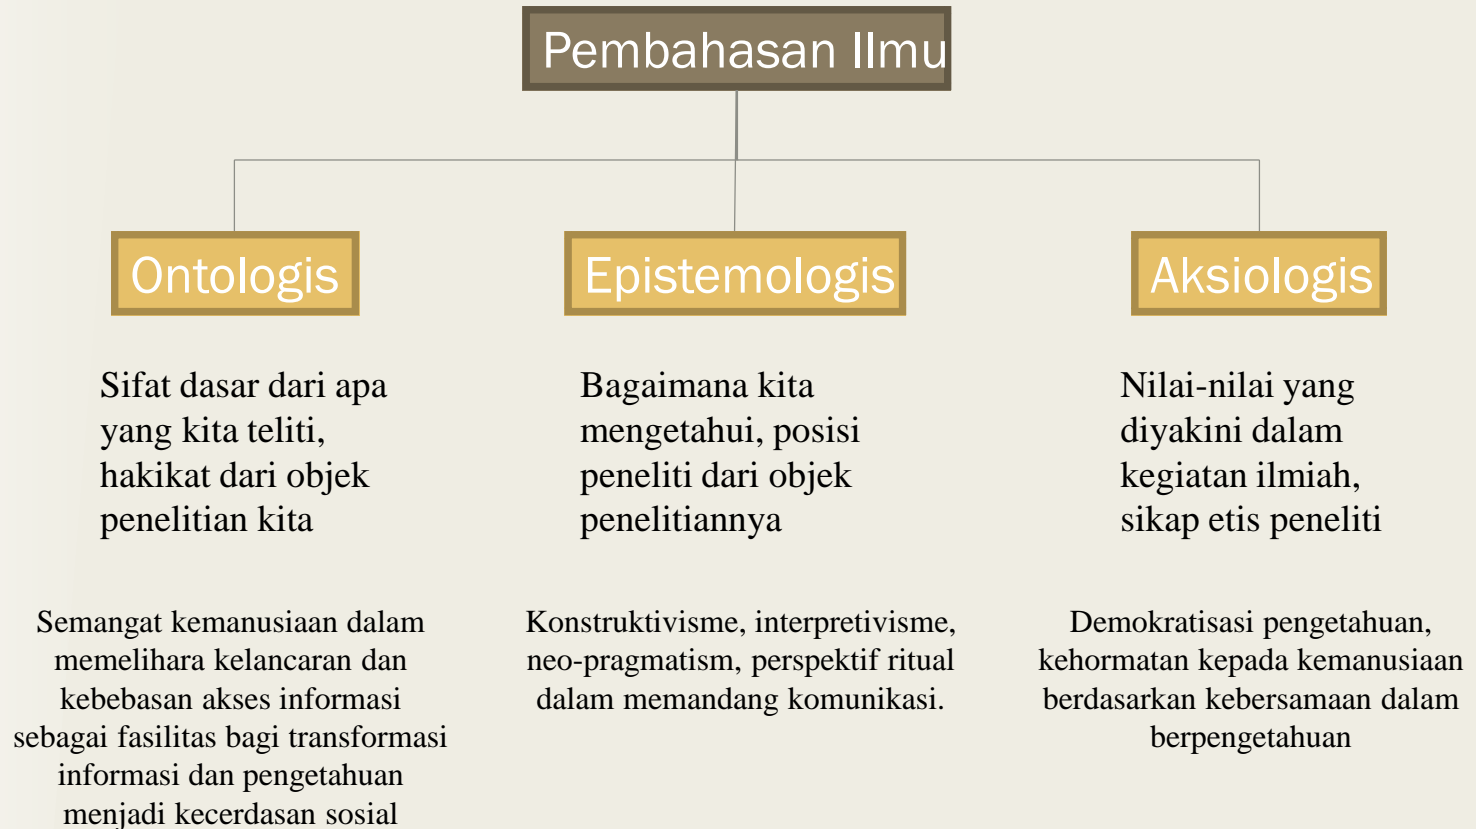 Pembahasan Ilmu
Ontologis
Epistemologis
Aksiologis
Sifat dasar dari apa
yang kita teliti,
hakikat dari objek
penelitian kita
Bagaimana kita
mengetahui, posisi
peneliti dari objek
penelitiannya
Nilai-nilai yang
diyakini dalam
kegiatan ilmiah,
sikap etis peneliti
Semangat kemanusiaan dalam
memelihara kelancaran dan
kebebasan akses informasi
sebagai fasilitas bagi transformasi
informasi dan pengetahuan
menjadi kecerdasan sosial
Konstruktivisme, interpretivisme,
neo-pragmatism, perspektif ritual
dalam memandang komunikasi.
Demokratisasi pengetahuan,
kehormatan kepada kemanusiaan
berdasarkan kebersamaan dalam
berpengetahuan